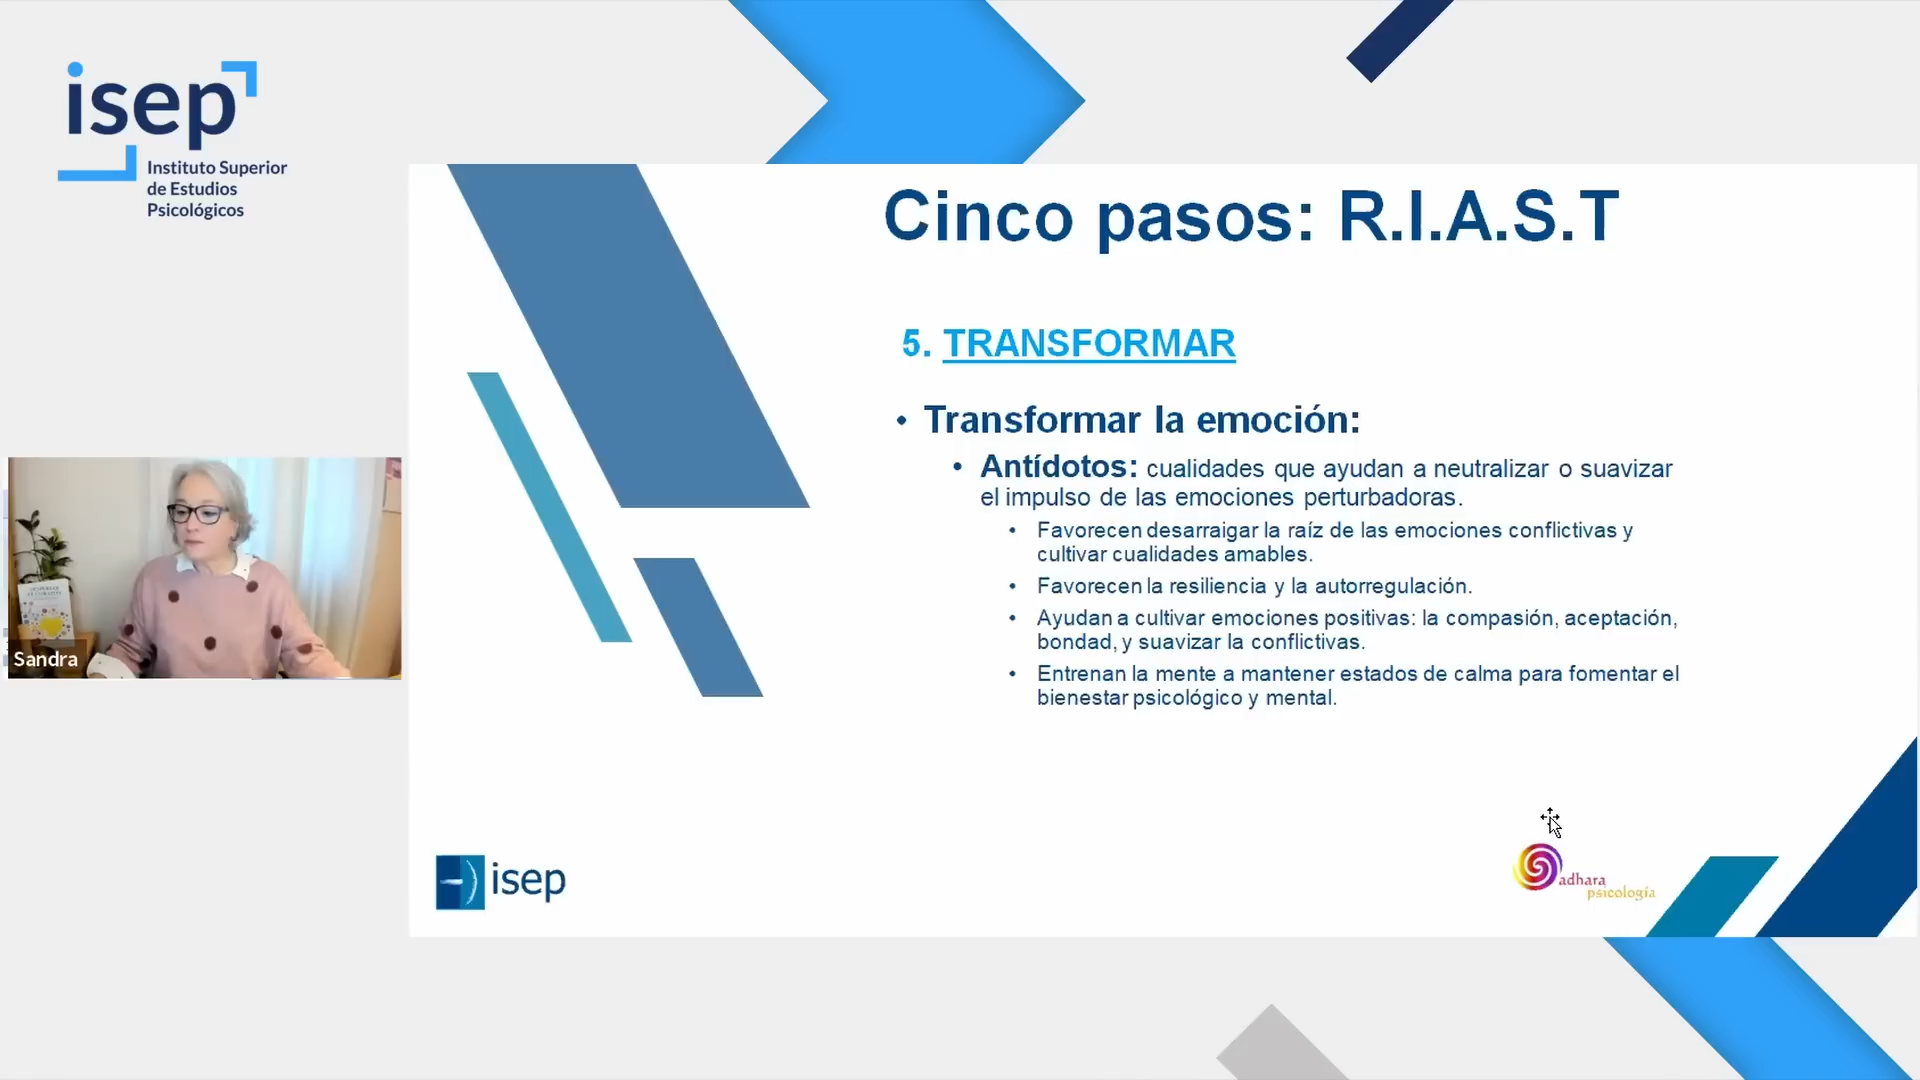 isep
Instituto Superior
de Estudios
Psicológicos
Cinco pasos: R.I.A.S.T
5. TRANSFORMAR
• Transformar la emoción:
• Antídotos: cualidades que ayudan a neutralizar o suavizar
el impulso de las emociones perturbadoras.
• Favorecen desarraigar la raíz de las emociones conflictivas y
cultivar cualidades amables.
• Favorecen la resiliencia y la autorregulación.
• Ayudan a cultivar emociones positivas: la compasión, aceptación,
bondad, y suavizar la conflictivas.
• Entrenan la mente a mantener estados de calma para fomentar el
bienestar psicológico y mental.
Sandra
isep
adhara
psicología